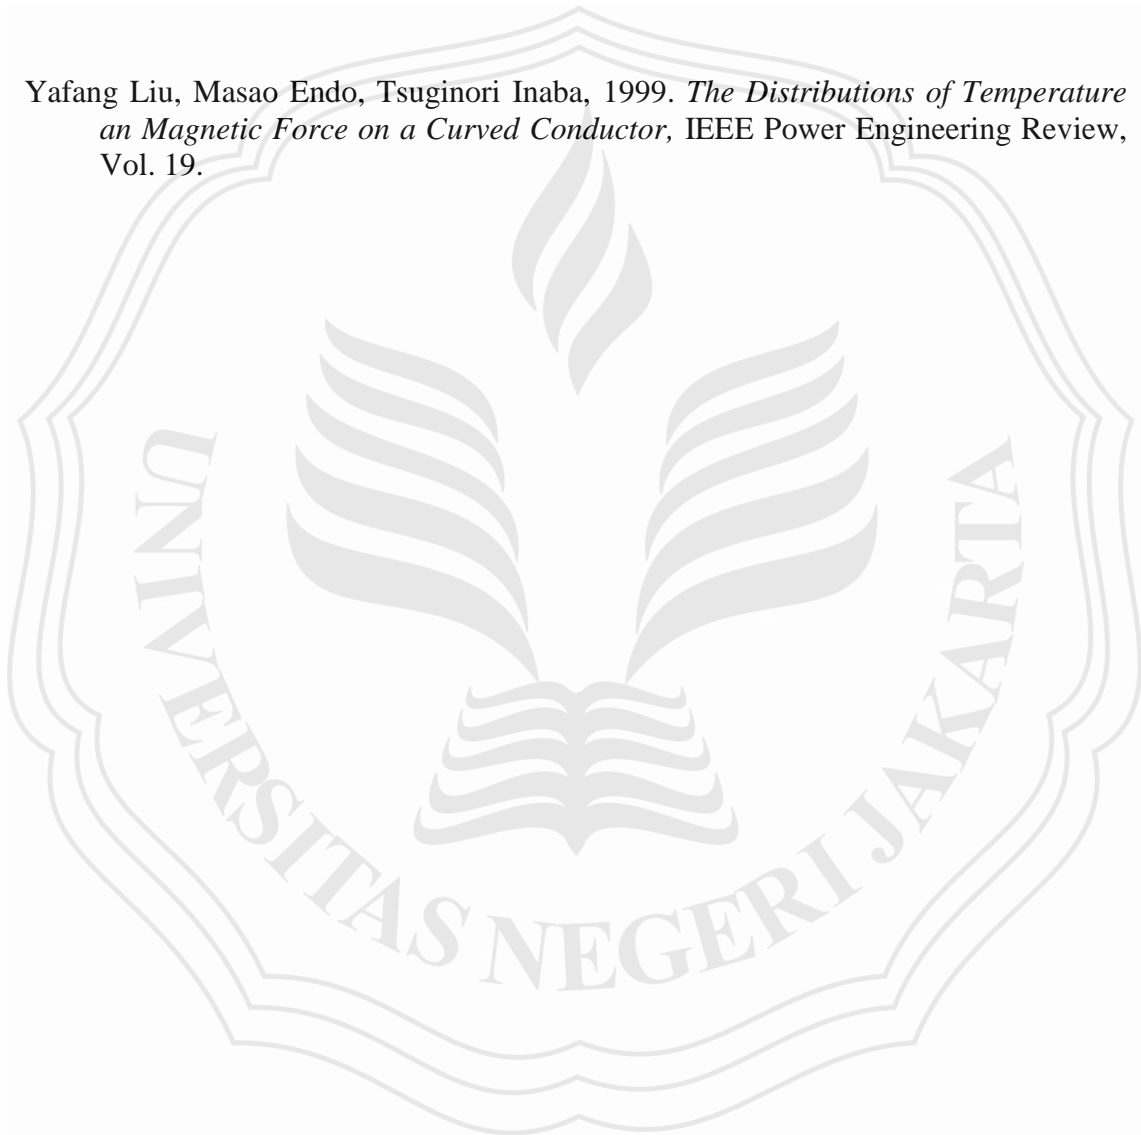 Yafang Liu, Masao Endo, Tsuginori Inaba, 1999. The Distributions of Temperature
an Magnetic Force on a Curved Conductor, IEEE Power Engineering Review,
Vol. 19.
UNIVERSITAS NEGERI JAKARTA